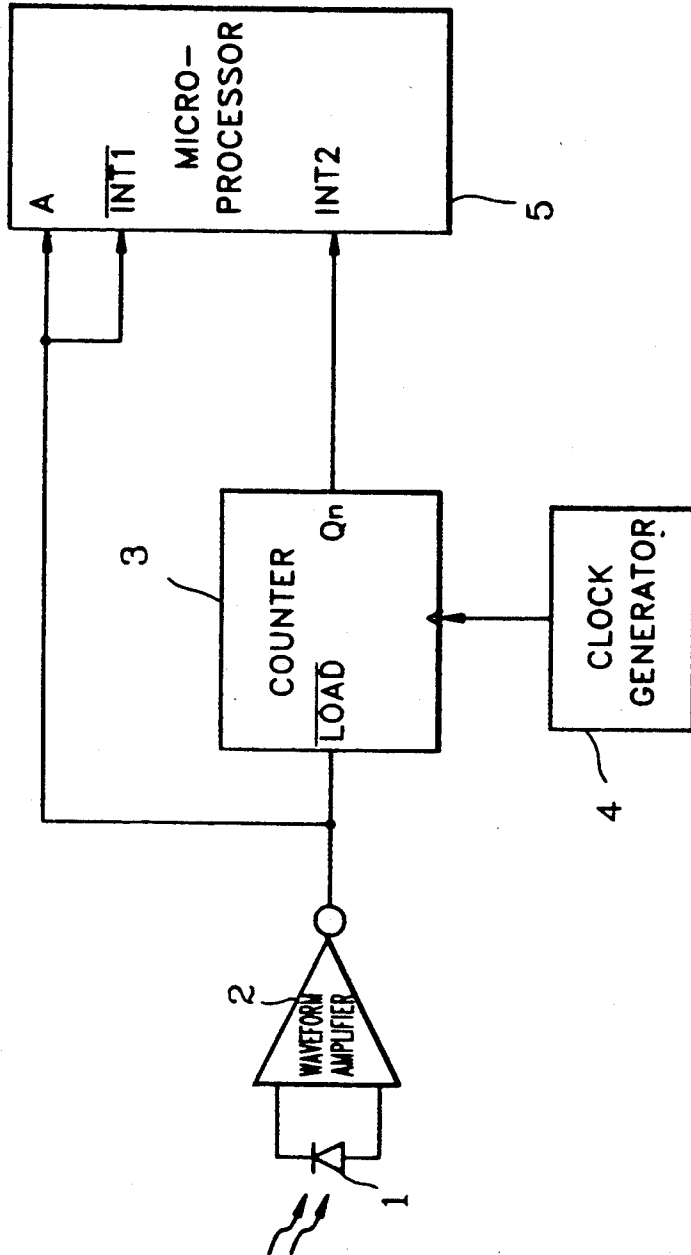 1
WAVEFORM
AMPLIFIER
2
COUNTER
LOAD
Qn
3
CLOCK
GENERATOR
4
A
INT1
MICRO-
PROCESSOR
INT2
5